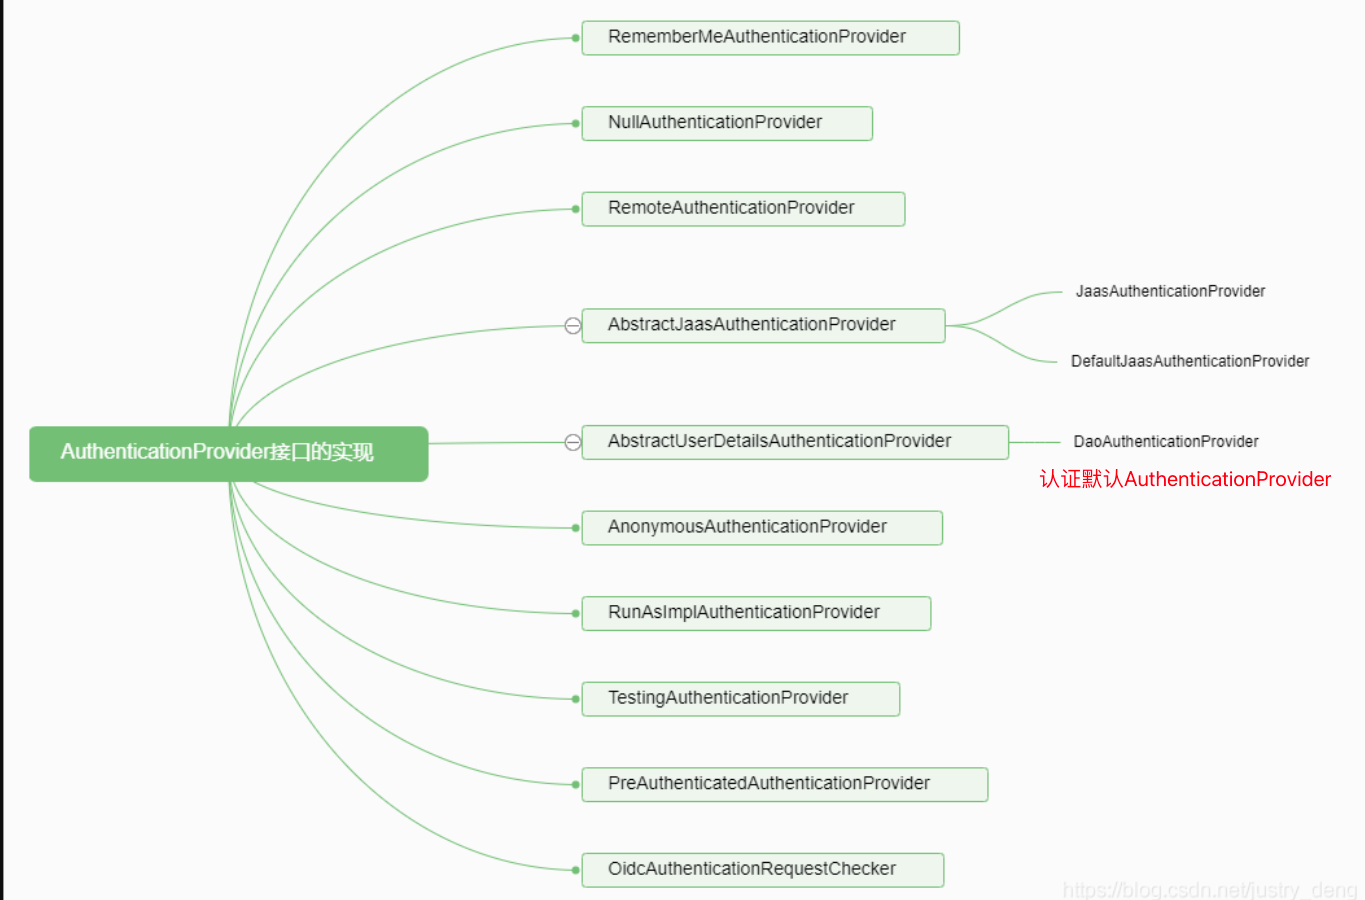 RememberMeAuthenticationProvider
NullAuthenticationProvider
RemoteAuthenticationProvider
JaasAuthenticationProvider
AbstractJaasAuthenticationProvider
DefaultJaasAuthenticationProvider
AuthenticationProvider接口的实现
AbstractUserDetailsAuthenticationProvider
DaoAuthenticationProvider
认证默认AuthenticationProvider
AnonymousAuthenticationProvider
RunAsImplAuthenticationProvider
TestingAuthenticationProvider
PreAuthenticatedAuthenticationProvider
OidcAuthenticationRequestChecker
https://blog.csdn.net/justry_deng